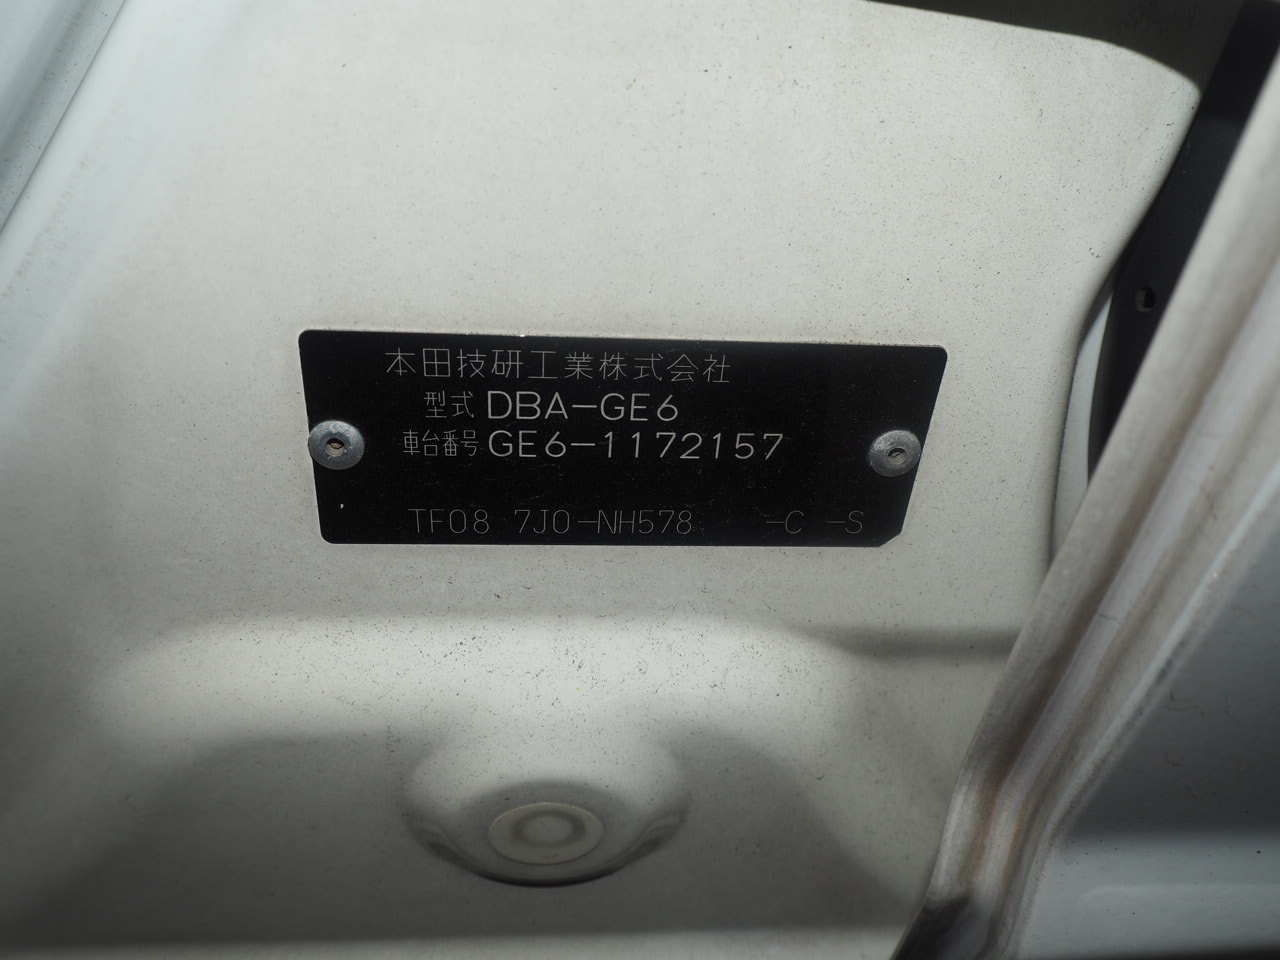 本田技研工業株式会社
型式 DBA-GE6
車台番号 GE6-1172157
TF08 7J0-NH578 -C -S